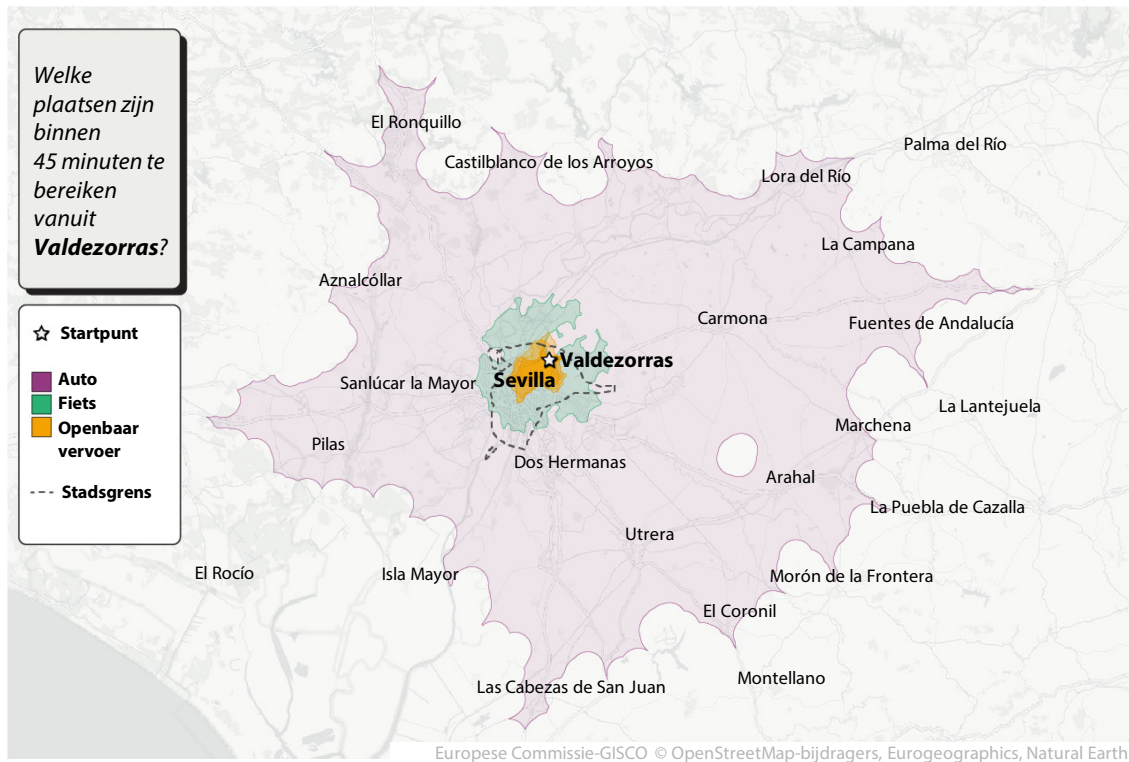 Welke
plaatsen zijn
binnen
45 minuten te
bereiken
vanuit
Valdezorras?
Startpunt
Auto
Fiets
Openbaar
vervoer
Stadsgrens
El Ronquillo
Castilblanco de los Arroyos
Palma del Río
Lora del Río
La Campana
Aznalcóllar
Carmona
Fuentes de Andalucía
Valdezorras
Sevilla
Sanlúcar la Mayor
La Lantejuela
Marchena
Pilas
Dos Hermanas
Arahal
La Puebla de Cazalla
Utrera
El Rocío
Isla Mayor
Morón de la Frontera
El Coronil
Montellano
Las Cabezas de San Juan
Europese Commissie-GISCO © OpenStreetMap-bijdragers, Eurogeographics, Natural Earth